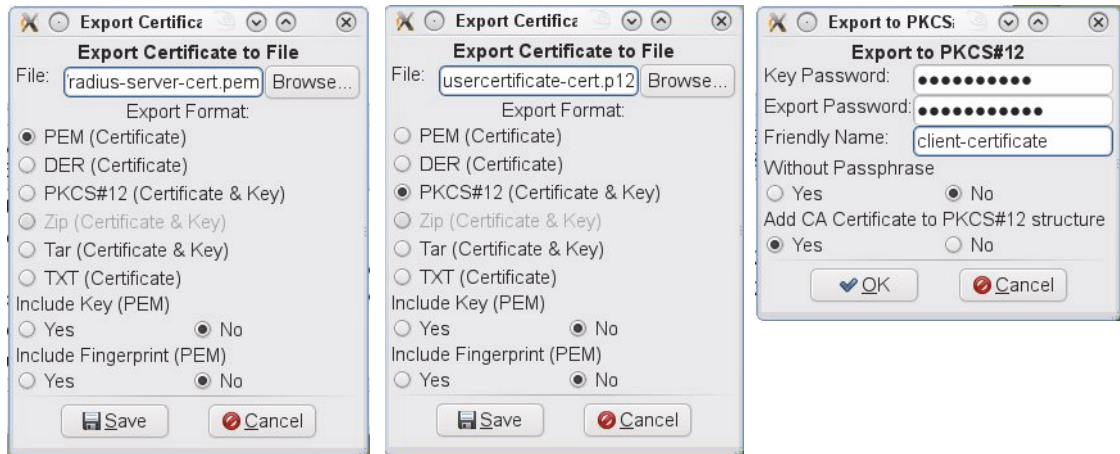 Export Certifica
Export Certificate to File
File: radius-server-cert.pem Browse...
Export Format:
PEM (Certificate)
DER (Certificate)
PKCS#12 (Certificate & Key)
Zip (Certificate & Key)
Tar (Certificate & Key)
TXT (Certificate)
Include Key (PEM)
Yes No
Include Fingerprint (PEM)
Yes No
Save Cancel
Export Certifica
Export Certificate to File
File: usercertificate-cert.p12 Browse...
Export Format:
PEM (Certificate)
DER (Certificate)
PKCS#12 (Certificate & Key)
Zip (Certificate & Key)
Tar (Certificate & Key)
TXT (Certificate)
Include Key (PEM)
Yes No
Include Fingerprint (PEM)
Yes No
Save Cancel
Export to PKCS
Export to PKCS#12
Key Password: ●●●●●●●●●●
Export Password: ●●●●●●●●●●●
Friendly Name: client-certificate
Without Passphrase
Yes No
Add CA Certificate to PKCS#12 structure
Yes No
OK Cancel